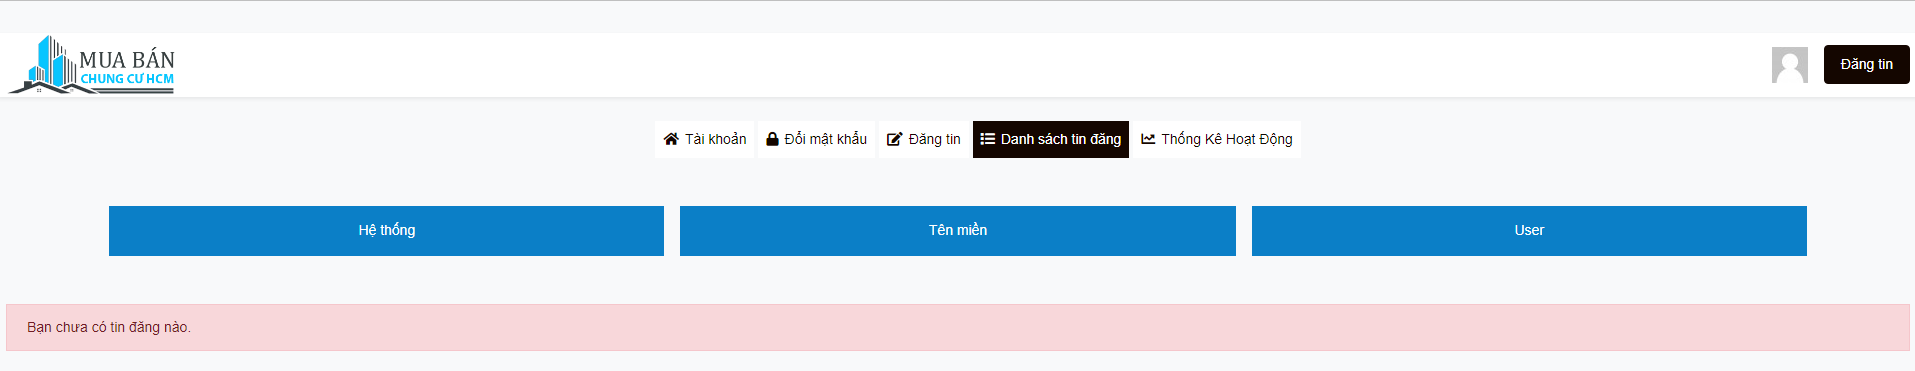 MUA BÁN
CHUNG CƯ HCM
Đăng tin
Tài khoản Đổi mật khẩu Đăng tin Danh sách tin đăng Thống Kê Hoạt Động
Hệ thống Tên miền User
Bạn chưa có tin đăng nào.